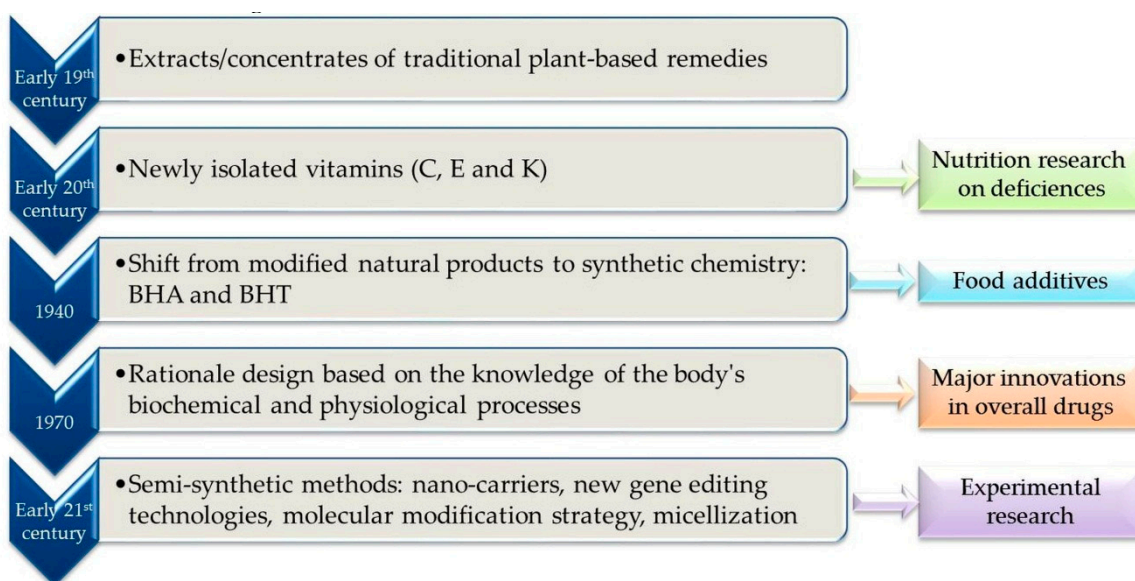 Early 19th
century
•Extracts/concentrates of traditional plant-based remedies
Early 20th
century
•Newly isolated vitamins (C, E and K)
Nutrition research
on deficiences
1940
•Shift from modified natural products to synthetic chemistry:
BHA and BHT
Food additives
1970
•Rationale design based on the knowledge of the body's
biochemical and physiological processes
Major innovations
in overall drugs
Early 21st
century
•Semi-synthetic methods: nano-carriers, new gene editing
technologies, molecular modification strategy, micellization
Experimental
research